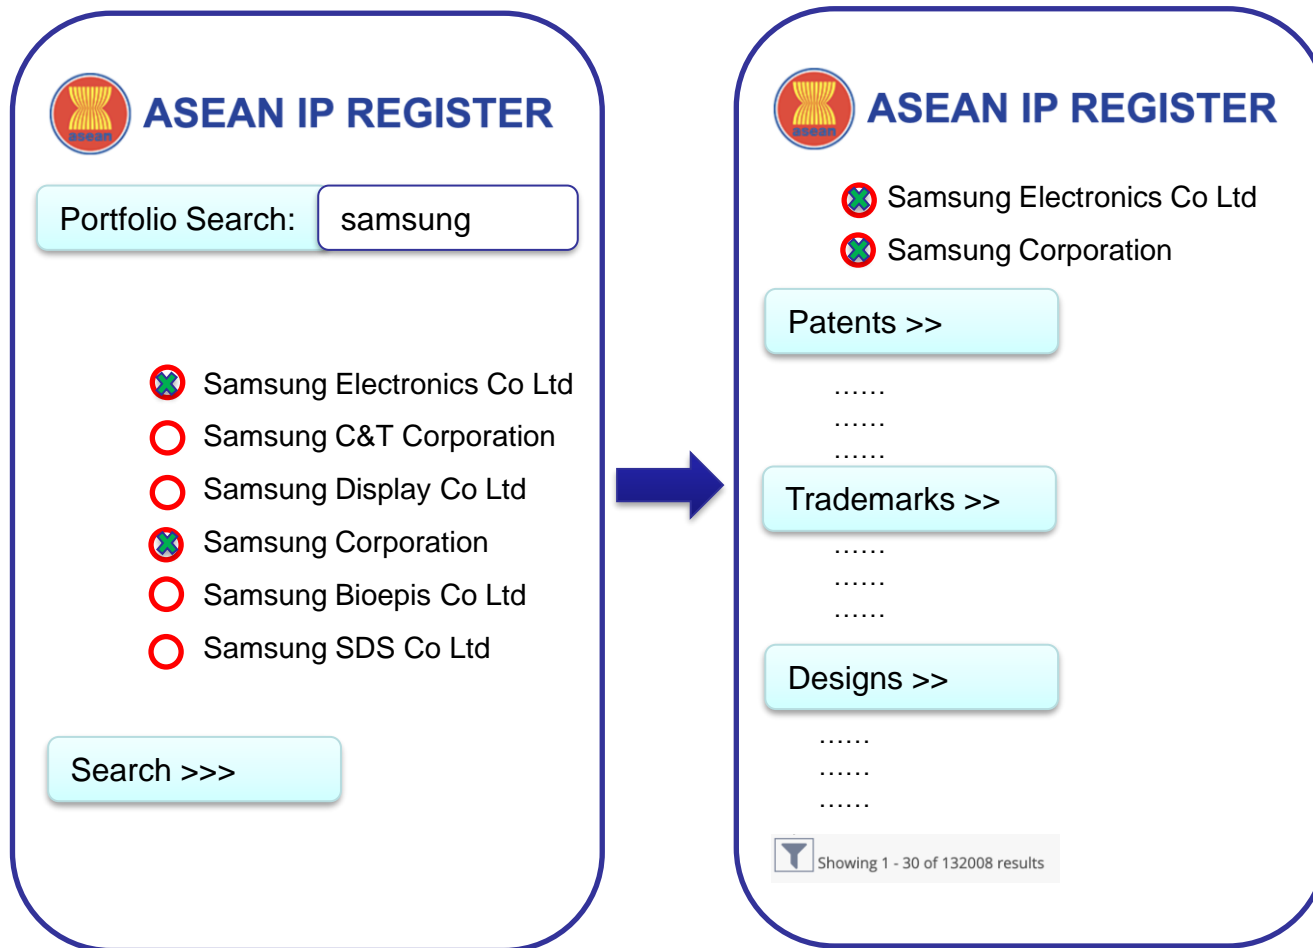 asean
ASEAN IP REGISTER
Portfolio Search:
samsung
Samsung Electronics Co Ltd
Samsung C&T Corporation
Samsung Display Co Ltd
Samsung Corporation
Samsung Bioepis Co Ltd
Samsung SDS Co Ltd
Search >>>
asean
ASEAN IP REGISTER
Samsung Electronics Co Ltd
Samsung Corporation
Patents >>
……
……
……
Trademarks >>
……
……
……
Designs >>
……
……
……
Showing 1 - 30 of 132008 results